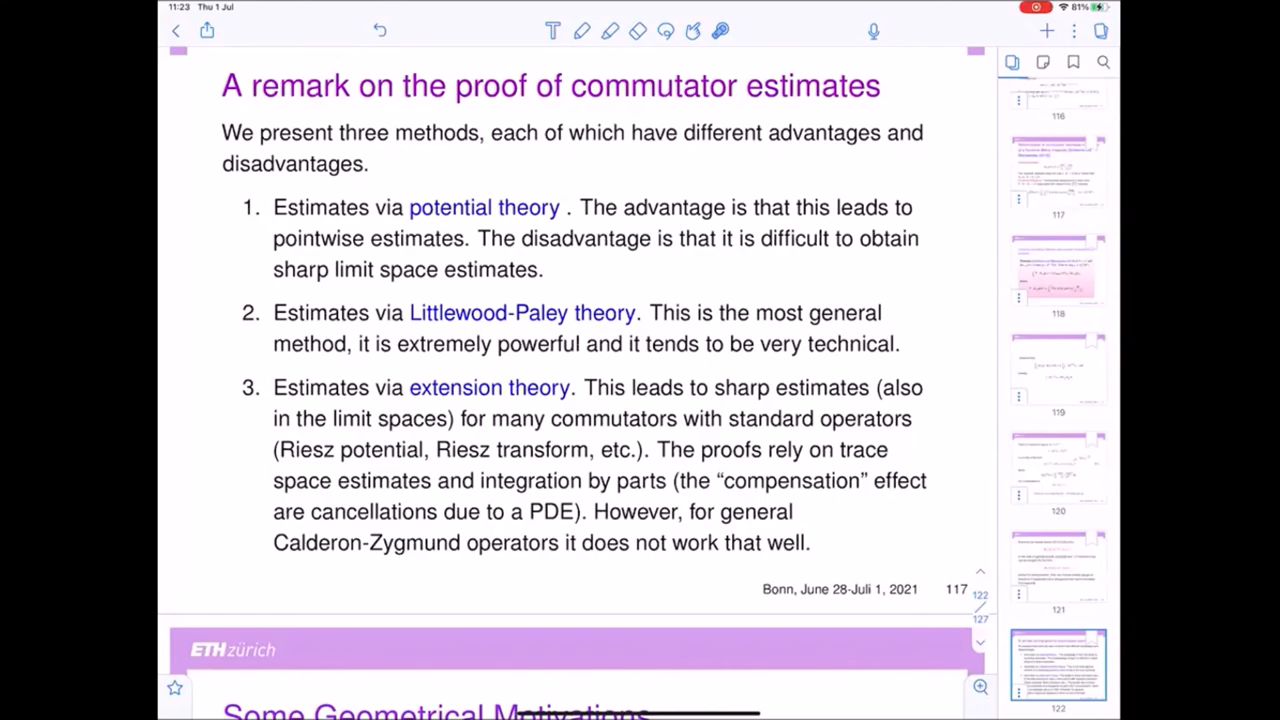 11:23 Thu 1 Jul
81%
A remark on the proof of commutator estimates
We present three methods, each of which have different advantages and
disadvantages.
1. Estimates via potential theory . The advantage is that this leads to
pointwise estimates. The disadvantage is that it is difficult to obtain
sharp limit space estimates.
2. Estimates via Littlewood-Paley theory. This is the most general
method, it is extremely powerful and it tends to be very technical.
3. Estimates via extension theory. This leads to sharp estimates (also
in the limit spaces) for many commutators with standard operators
(Riesz potential, Riesz transform, etc.). The proofs rely on trace
space estimates and integration by parts (the “compensation” effect
are cancellations due to a PDE). However, for general
Calderon-Zygmund operators it does not work that well.
Bonn, June 28-Juli 1, 2021 117
122
127
ETH zürich
Some Geometrical Motivations
116
117
118
119
120
121
122